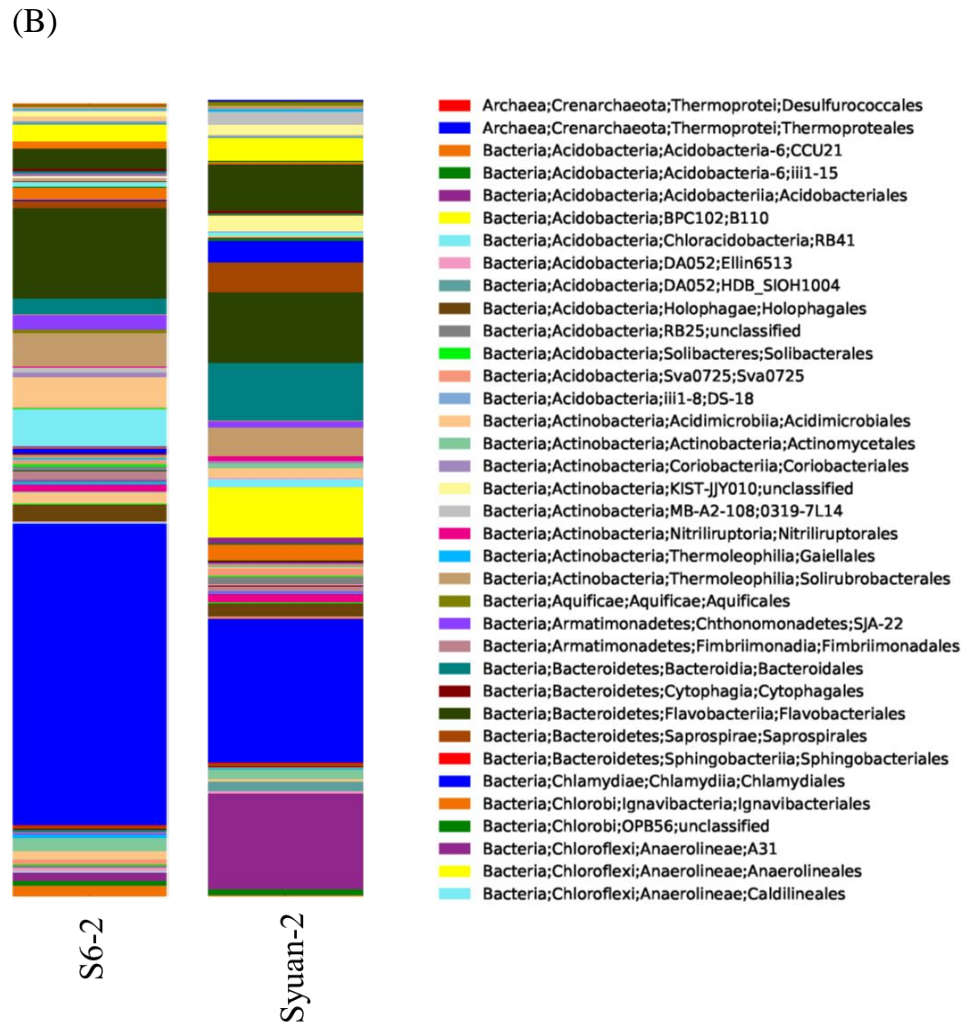 (B)
Archaea;Crenarchaeota;Thermoprotei;Desulfurococcales
Archaea;Crenarchaeota;Thermoprotei;Thermoproteales
Bacteria;Acidobacteria;Acidobacteria-6;CCU21
Bacteria;Acidobacteria;Acidobacteria-6;iii1-15
Bacteria;Acidobacteria;Acidobacteriia;Acidobacteriales
Bacteria;Acidobacteria;BPC102;B110
Bacteria;Acidobacteria;Chloracidobacteria;RB41
Bacteria;Acidobacteria;DA052;Ellin6513
Bacteria;Acidobacteria;DA052;HDB_SIOH1004
Bacteria;Acidobacteria;Holophagae;Holophagales
Bacteria;Acidobacteria;RB25;unclassified
Bacteria;Acidobacteria;Solibacteres;Solibacterales
Bacteria;Acidobacteria;Sva0725;Sva0725
Bacteria;Acidobacteria;iii1-8;DS-18
Bacteria;Actinobacteria;Acidimicrobiia;Acidimicrobiales
Bacteria;Actinobacteria;Actinobacteria;Actinomycetales
Bacteria;Actinobacteria;Coriobacteriia;Coriobacteriales
Bacteria;Actinobacteria;KIST-JJY010;unclassified
Bacteria;Actinobacteria;MB-A2-108;0319-7L14
Bacteria;Actinobacteria;Nitriliruptoria;Nitriliruptorales
Bacteria;Actinobacteria;Thermoleophilia;Gaiellales
Bacteria;Actinobacteria;Thermoleophilia;Solirubrobacterales
Bacteria;Aquificae;Aquificae;Aquificales
Bacteria;Armatimonadetes;Chthonomonadetes;SJA-22
Bacteria;Armatimonadetes;Fimbriimonadia;Fimbriimonadales
Bacteria;Bacteroidetes;Bacteroidia;Bacteroidales
Bacteria;Bacteroidetes;Cytophagia;Cytophagales
Bacteria;Bacteroidetes;Flavobacteriia;Flavobacteriales
Bacteria;Bacteroidetes;Saprospirae;Saprospirales
Bacteria;Bacteroidetes;Sphingobacteriia;Sphingobacteriales
Bacteria;Chlamydiae;Chlamydiia;Chlamydiales
Bacteria;Chlorobi;Ignavibacteria;Ignavibacteriales
Bacteria;Chlorobi;OPB56;unclassified
Bacteria;Chloroflexi;Anaerolineae;A31
Bacteria;Chloroflexi;Anaerolineae;Anaerolineales
Bacteria;Chloroflexi;Anaerolineae;Caldilineales
S6-2
Syuan-2